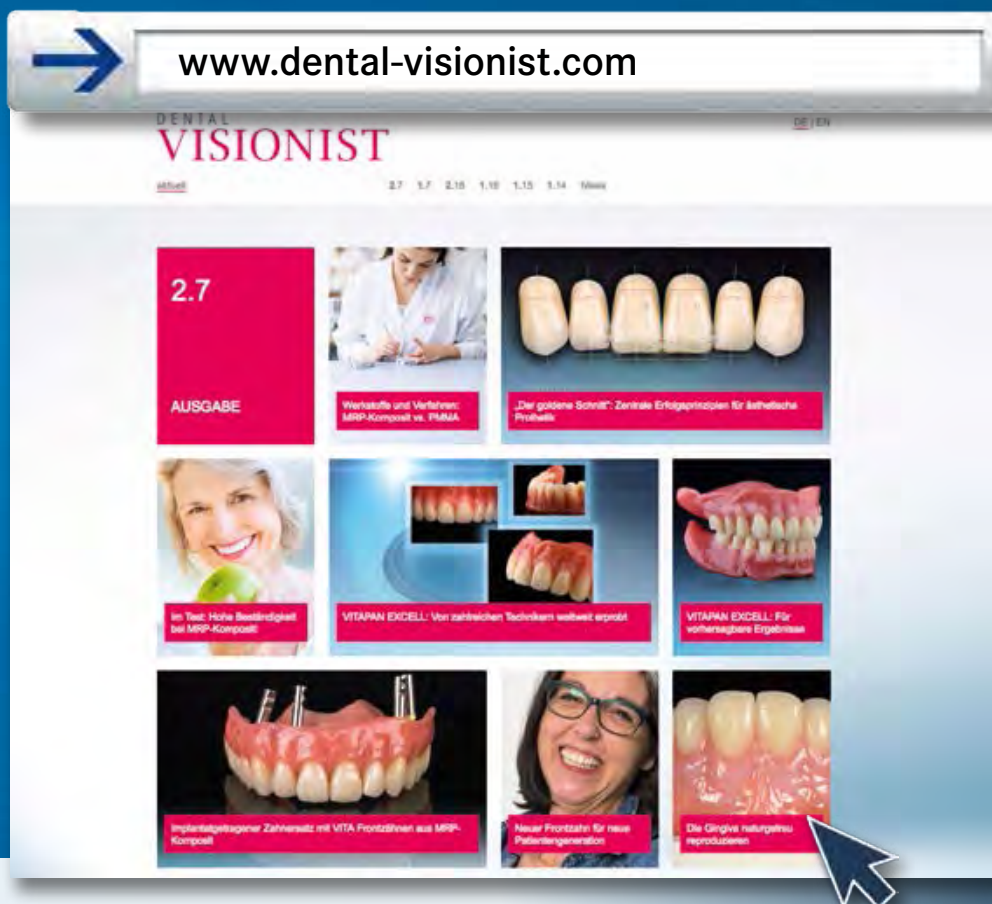 www.dental-visionist.com
DENTAL
VISIONIST
DE | EN
aktuell
2.7 1.7 2.16 1.16 1.15 1.14 News
2.7
AUSGABE
Werkstoffe und Verfahren:
MRP-Komposit vs. PMMA
„Der goldene Schnitt“: Zentrale Erfolgsprinzipien für ästhetische
Prothetik
Im Test: Hohe Beständigkeit
bei MRP-Komposit
VITAPAN EXCELL: Von zahlreichen Technikern weltweit erprobt
VITAPAN EXCELL: Für
vorhersagbare Ergebnisse
Implantatgetragener Zahnersatz mit VITA Frontzähnen aus MRP-
Komposit
Neuer Frontzahn für neue
Patientengeneration
Die Gingiva naturgetreu
reproduzieren